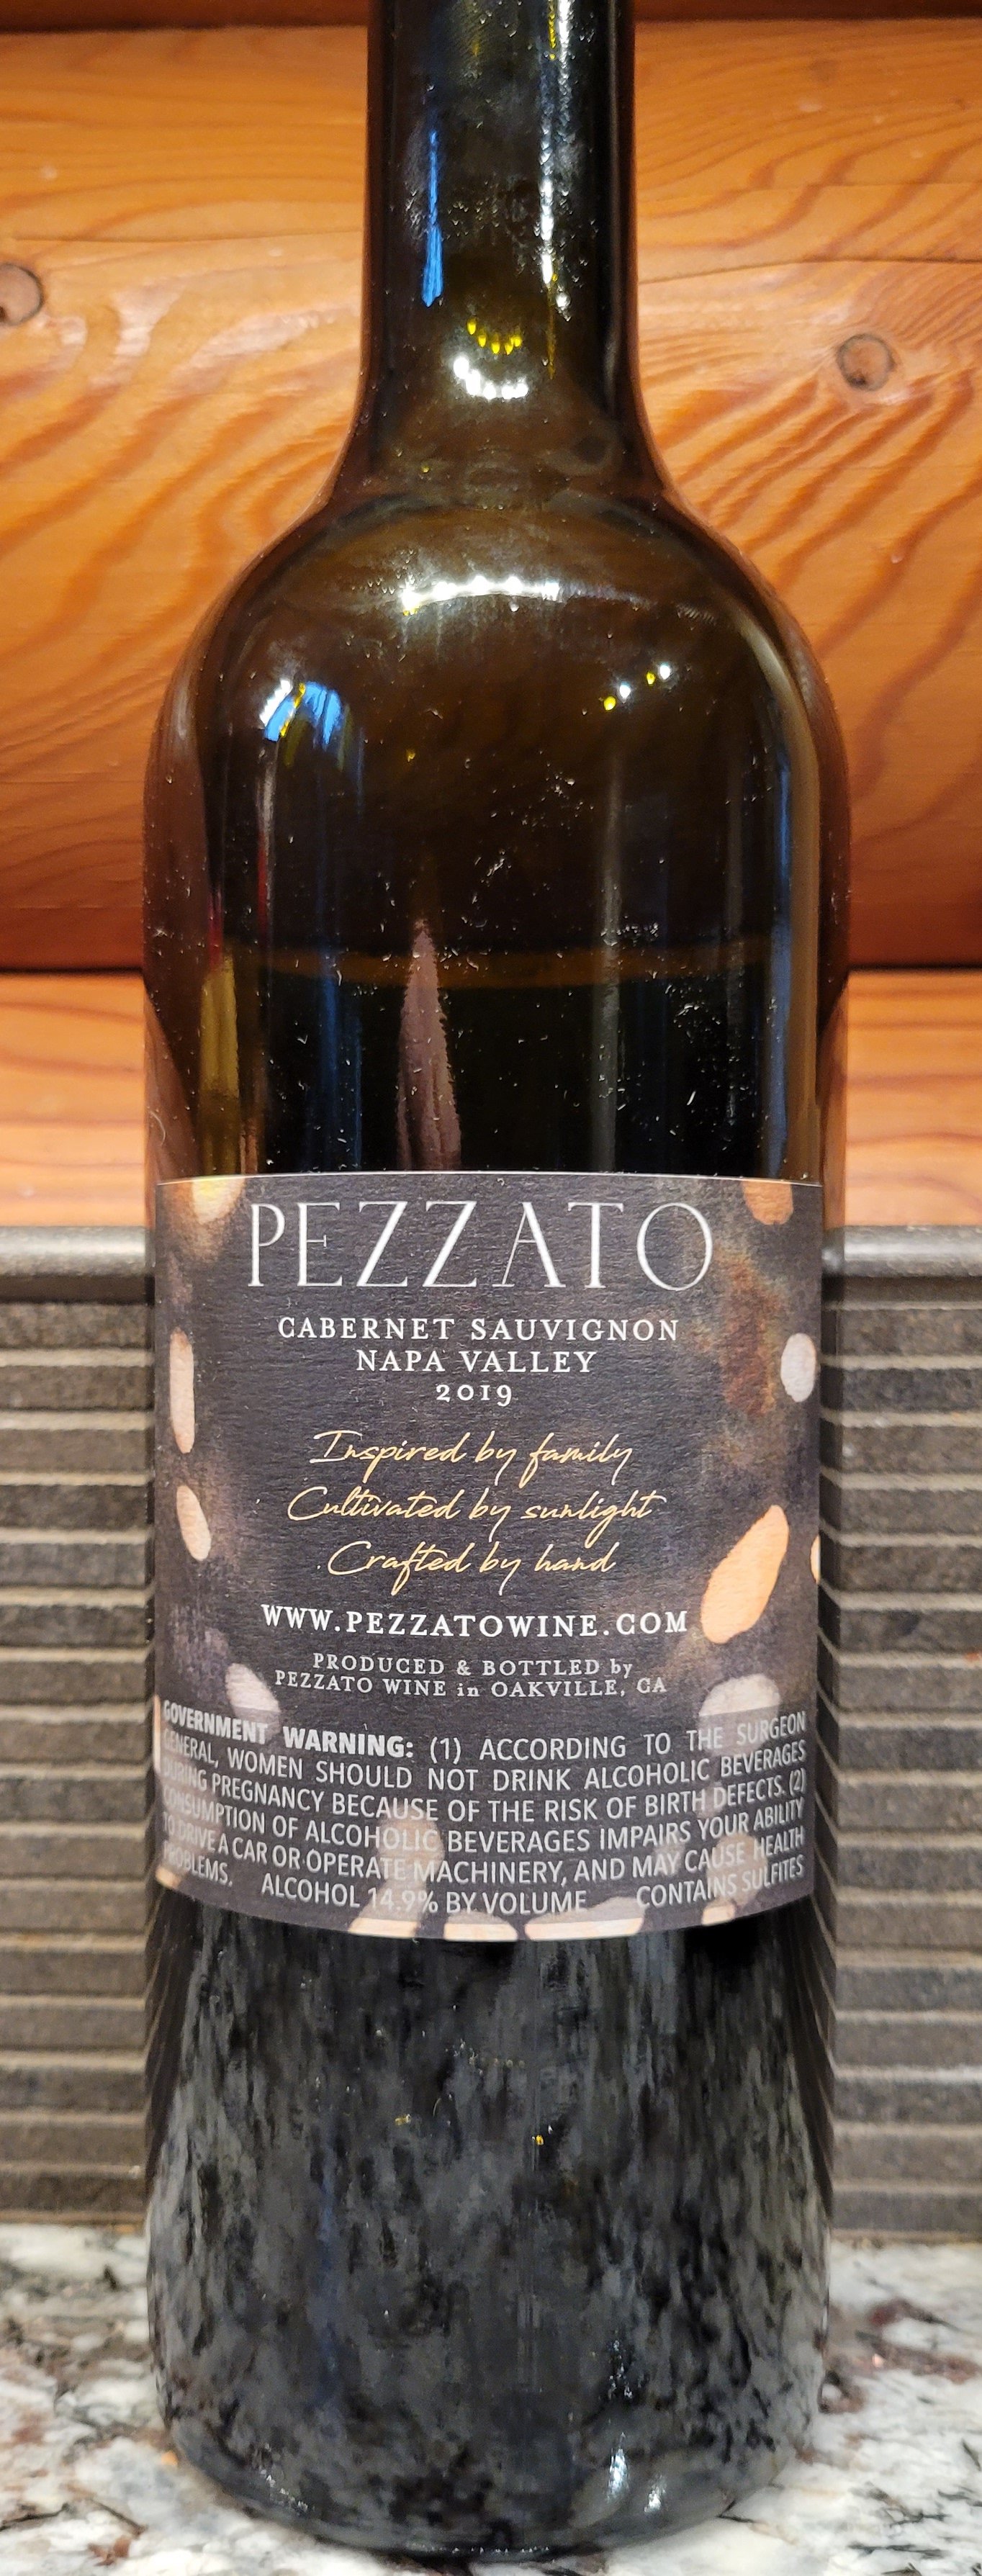 PEZZATO
CABERNET SAUVIGNON
NAPA VALLEY
2019
Inspired by family
Cultivated by sunlight
Crafted by hand
WWW.PEZZATOWINE.COM
PRODUCED & BOTTLED by
PEZZATO WINE in OAKVILLE, CA
GOVERNMENT WARNING: (1) ACCORDING TO THE SURGEON
GENERAL, WOMEN SHOULD NOT DRINK ALCOHOLIC BEVERAGES
DURING PREGNANCY BECAUSE OF THE RISK OF BIRTH DEFECTS. (2)
CONSUMPTION OF ALCOHOLIC BEVERAGES IMPAIRS YOUR ABILITY
TO DRIVE A CAR OR OPERATE MACHINERY, AND MAY CAUSE HEALTH
PROBLEMS. ALCOHOL 14.9% BY VOLUME CONTAINS SULFITES